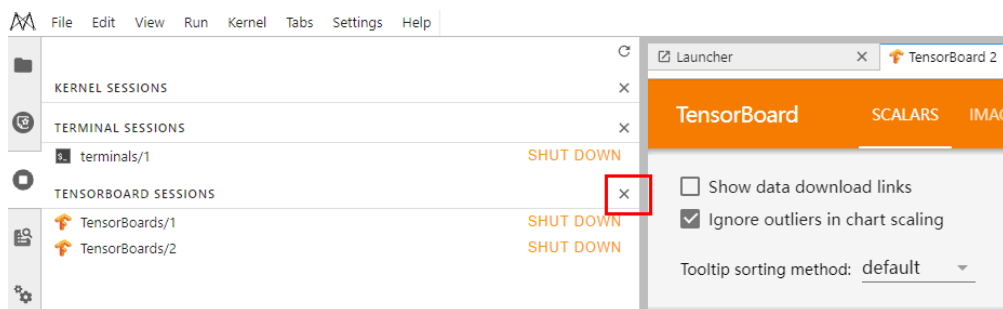 File Edit View Run Kernel Tabs Settings Help
KERNEL SESSIONS
TERMINAL SESSIONS
terminals/1 SHUT DOWN
TENSORBOARD SESSIONS
TensorBoards/1 SHUT DOWN
TensorBoards/2 SHUT DOWN
Launcher TensorBoard 2
TensorBoard SCALARS IMAG
Show data download links
Ignore outliers in chart scaling
Tooltip sorting method: default